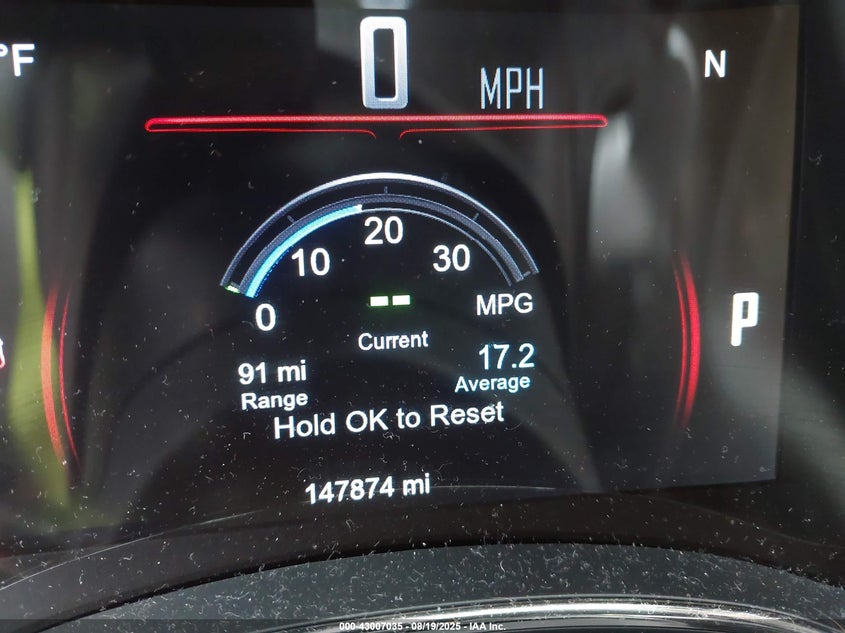 °F
0 MPH
N
20
10
30
0
--
MPG
Current
P
91 mi
Range
17.2
Average
Hold OK to Reset
147874 mi
000-43007035 - 08/19/2025 - IAA Inc.